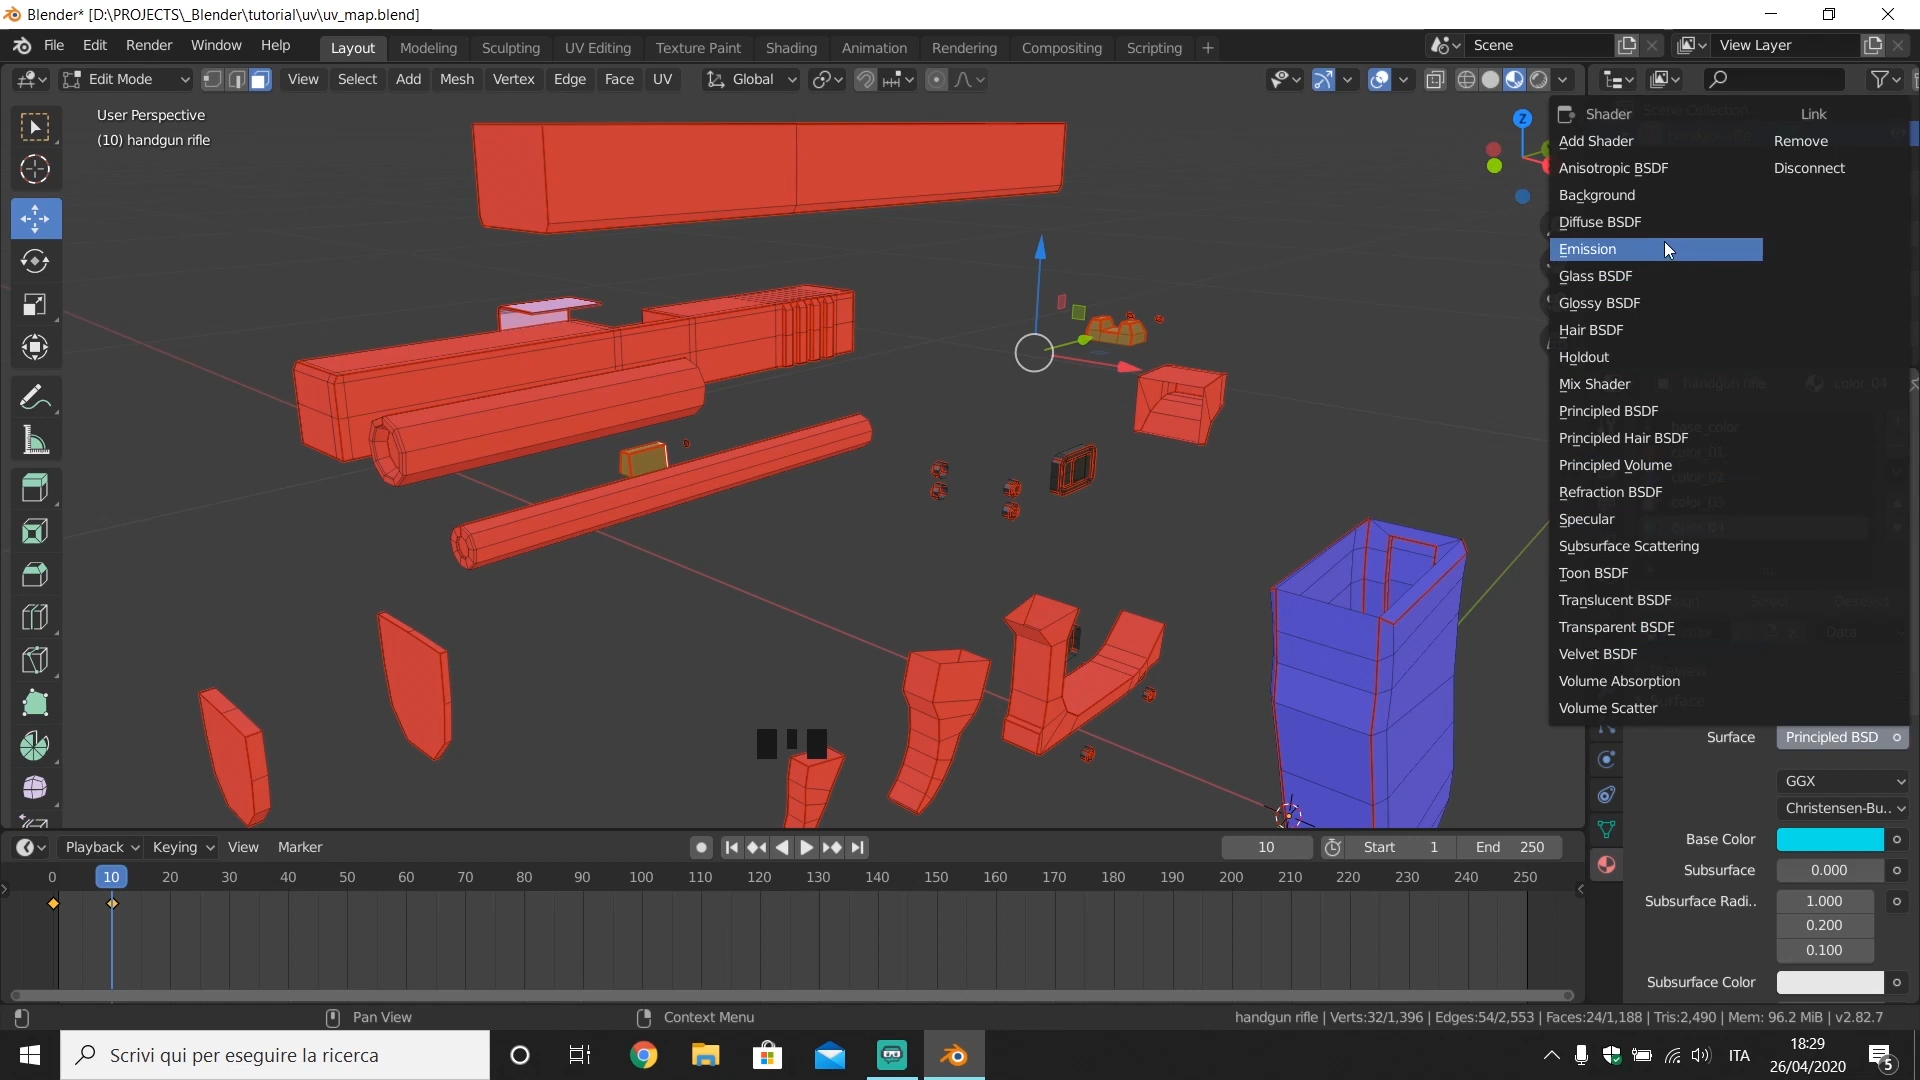 Blender* [D:\PROJECTS\_Blender\tutorial\uv\uv_map.blend]
File Edit Render Window Help Layout Modeling Sculpting UV Editing Texture Paint Shading Animation Rendering Compositing Scripting + Scene View Layer
Edit Mode View Select Add Mesh Vertex Edge Face UV Global
User Perspective
(10) handgun rifle
Z
Shader Link
Add Shader Remove
Anisotropic BSDF Disconnect
Background
Diffuse BSDF
Emission
Glass BSDF
Glossy BSDF
Hair BSDF
Holdout
Mix Shader
Principled BSDF
Principled Hair BSDF
Principled Volume
Refraction BSDF
Specular
Subsurface Scattering
Toon BSDF
Translucent BSDF
Transparent BSDF
Velvet BSDF
Volume Absorption
Volume Scatter
Surface Principled BSD
GGX
Christensen-Bu..
Base Color
Subsurface 0.000
Subsurface Radi.. 1.000
0.200
0.100
Subsurface Color
Playback Keying View Marker 10 Start 1 End 250
0 10 20 30 40 50 60 70 80 90 100 110 120 130 140 150 160 170 180 190 200 210 220 230 240 250
Pan View Context Menu handgun rifle | Verts:32/1,396 | Edges:54/2,553 | Faces:24/1,188 | Tris:2,490 | Mem: 96.2 MiB | v2.82.7
Scrivi qui per eseguire la ricerca
ITA
18:29
26/04/2020
5